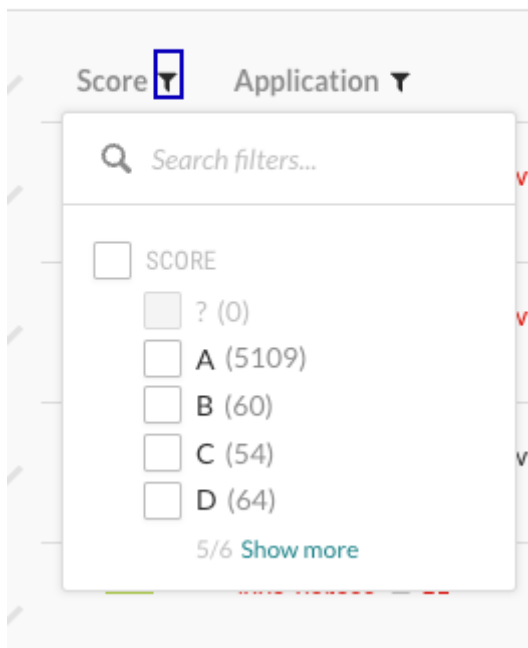 Score Application
Search filters...
SCORE
? (0)
A (5109)
B (60)
C (54)
D (64)
5/6 Show more